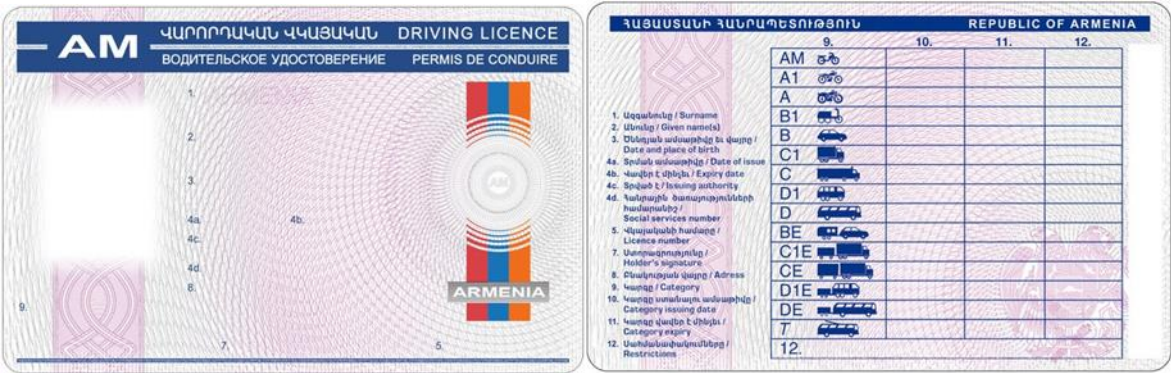 AM
ՎԱՐՈՐԴԱԿԱՆ ՎԿԱՅԱԿԱՆ DRIVING LICENCE
ВОДИТЕЛЬСКОЕ УДОСТОВЕРЕНИЕ PERMIS DE CONDUIRE
1.
2.
3.
4a. 4b.
4c.
4d.
8.
9.
7. 5.
AM
ARMENIA
ՀԱՅԱՍՏԱՆԻ ՀԱՆՐԱՊԵՏՈՒԹՅՈՒՆ REPUBLIC OF ARMENIA
9. 10. 11. 12.
AM
A1
A
B1
B
C1
C
D1
D
BE
C1E
CE
D1E
DE
T
12.
1. Ազգանունը / Surname
2. Անունը / Given name(s)
3. Ծննդյան ամսաթիվը եւ վայրը /
Date and place of birth
4a. Տրման ամսաթիվը / Date of issue
4b. Վավեր է մինչեւ / Expiry date
4c. Տրված է / Issuing authority
4d. Հանրային ծառայությունների
համարանիշ /
Social services number
5. Վկայականի համարը /
Licence number
7. Ստորագրությունը /
Holder's signature
8. Բնակության վայրը / Adress
9. Կարգը / Category
10. Կարգը ստանալու ամսաթիվը /
Category issuing date
11. Կարգը վավեր է մինչեւ /
Category expiry
12. Սահմանափակումները /
Restrictions